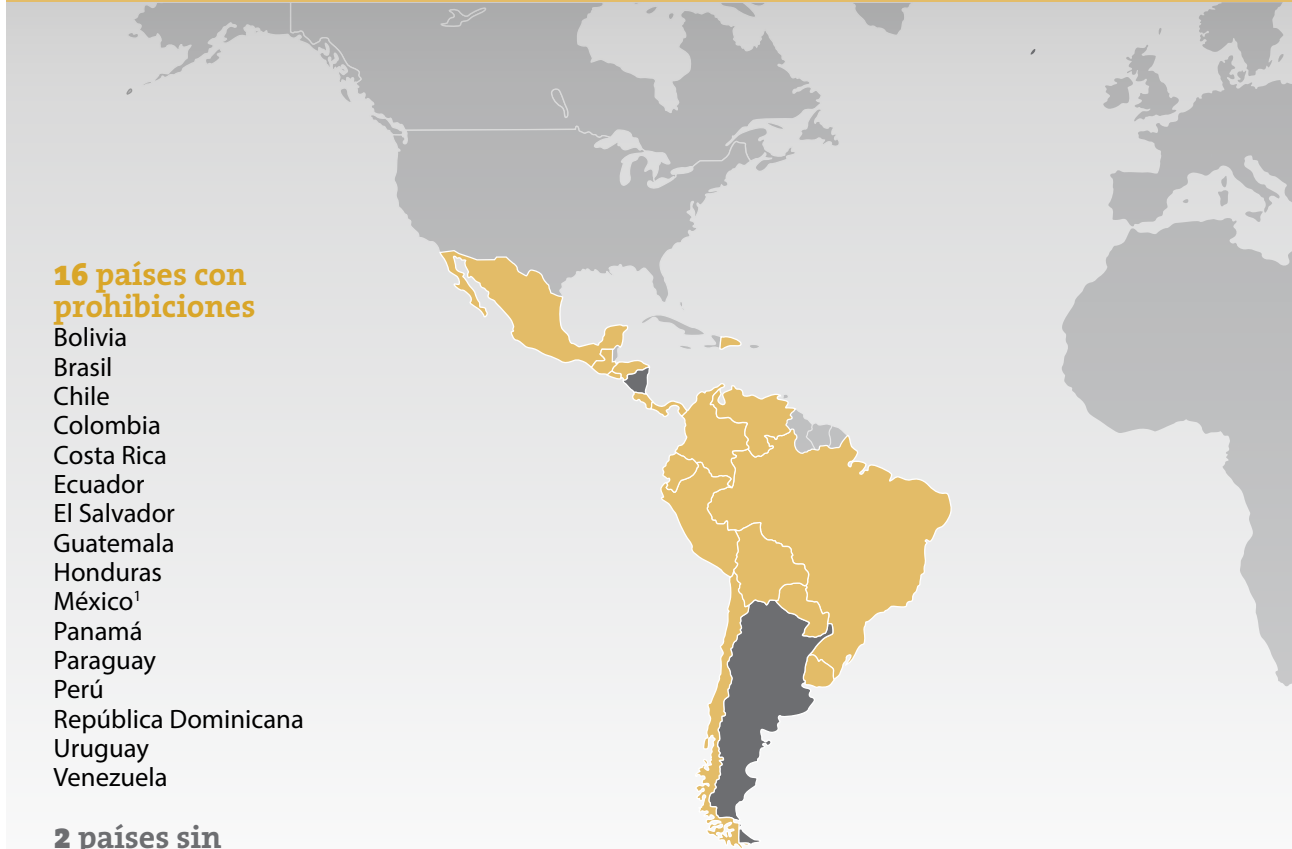 16 países con
prohibiciones
Bolivia
Brasil
Chile
Colombia
Costa Rica
Ecuador
El Salvador
Guatemala
Honduras
México¹
Panamá
Paraguay
Perú
República Dominicana
Uruguay
Venezuela
2 países sin